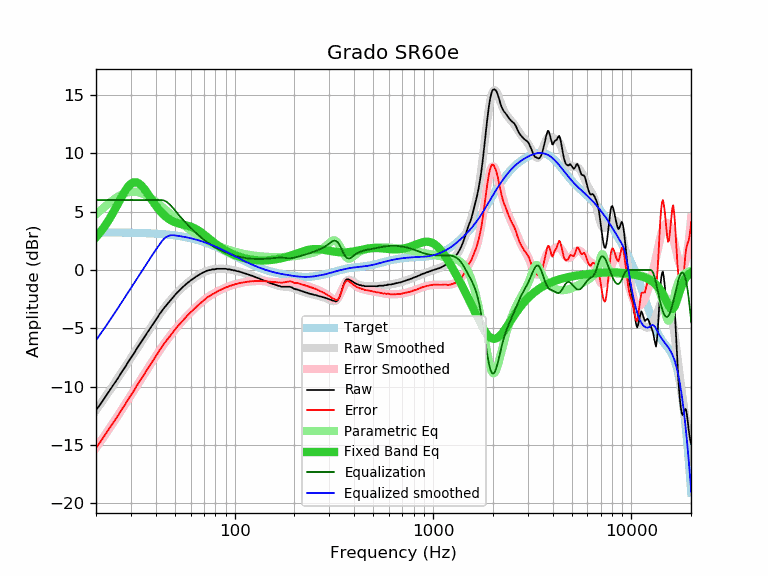 Grado SR60e
Amplitude (dBr)
15
10
5
0
−5
−10
−15
−20
Target
Raw Smoothed
Error Smoothed
Raw
Error
Parametric Eq
Fixed Band Eq
Equalization
Equalized smoothed
100
1000
10000
Frequency (Hz)